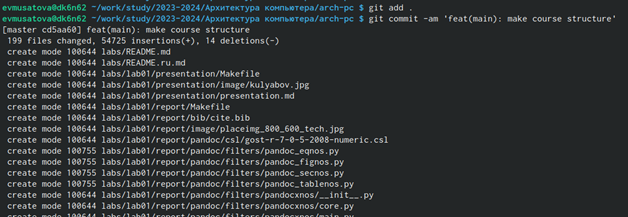 evmusatova@dk6n62 ~/work/study/2023-2024/Архитектура компьютера/arch-pc $ git add .
evmusatova@dk6n62 ~/work/study/2023-2024/Архитектура компьютера/arch-pc $ git commit -am 'feat(main): make course structure'
[master cd5aa60] feat(main): make course structure
199 files changed, 54725 insertions(+), 14 deletions(-)
create mode 100644 labs/README.md
create mode 100644 labs/README.ru.md
create mode 100644 labs/lab01/presentation/Makefile
create mode 100644 labs/lab01/presentation/image/kulyabov.jpg
create mode 100644 labs/lab01/presentation/presentation.md
create mode 100644 labs/lab01/report/Makefile
create mode 100644 labs/lab01/report/bib/cite.bib
create mode 100644 labs/lab01/report/image/placeimg_800_600_tech.jpg
create mode 100644 labs/lab01/report/pandoc/csl/gost-r-7-0-5-2008-numeric.csl
create mode 100755 labs/lab01/report/pandoc/filters/pandoc_eqnos.py
create mode 100755 labs/lab01/report/pandoc/filters/pandoc_fignos.py
create mode 100755 labs/lab01/report/pandoc/filters/pandoc_secnos.py
create mode 100755 labs/lab01/report/pandoc/filters/pandoc_tablenos.py
create mode 100644 labs/lab01/report/pandoc/filters/pandocxnos/__init__.py
create mode 100644 labs/lab01/report/pandoc/filters/pandocxnos/core.py
create mode 100644 labs/lab01/report/pandoc/filters/pandocxnos/main.py